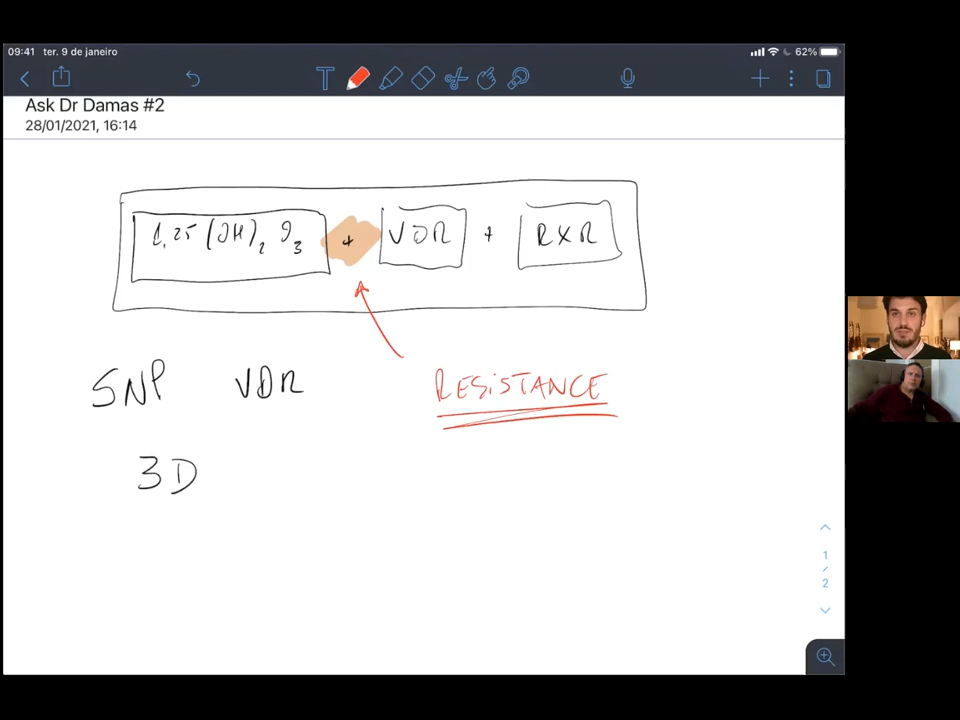 09:41 ter. 9 de janeiro
62%
T
Ask Dr Damas #2
28/01/2021, 16:14
1,25 (OH)2 D3 + VDR + RXR
SNP VDR
RESiSTANCE
3D
1
/
2